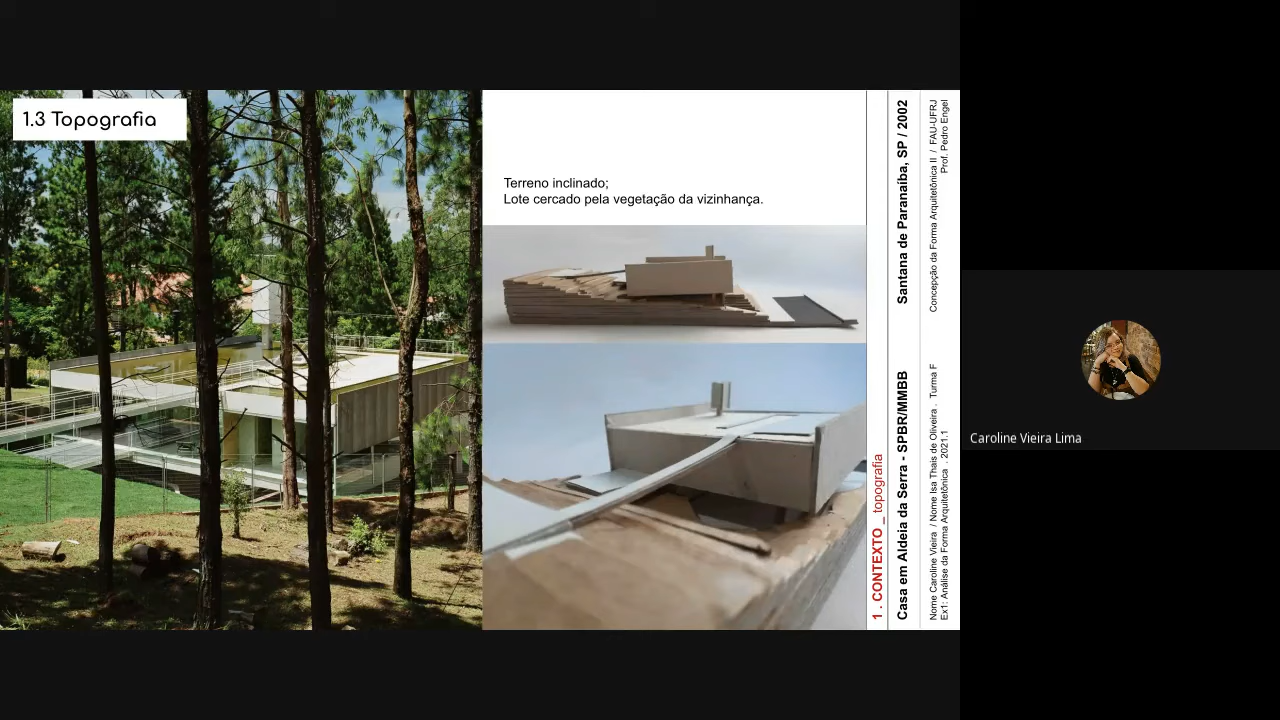 1.3 Topografia
Terreno inclinado;
Lote cercado pela vegetação da vizinhança.
1 . CONTEXTO _ topografia
Casa em Aldeia da Serra - SPBR/MMBB
Santana de Paranaíba, SP / 2002
Nome Caroline Vieira / Nome Isa Thaís de Oliveira . Turma F
Ex1: Análise da Forma Arquitetônica . 2021.1
Concepção da Forma Arquitetônica II / FAU-UFRJ
Prof. Pedro Engel
Caroline Vieira Lima